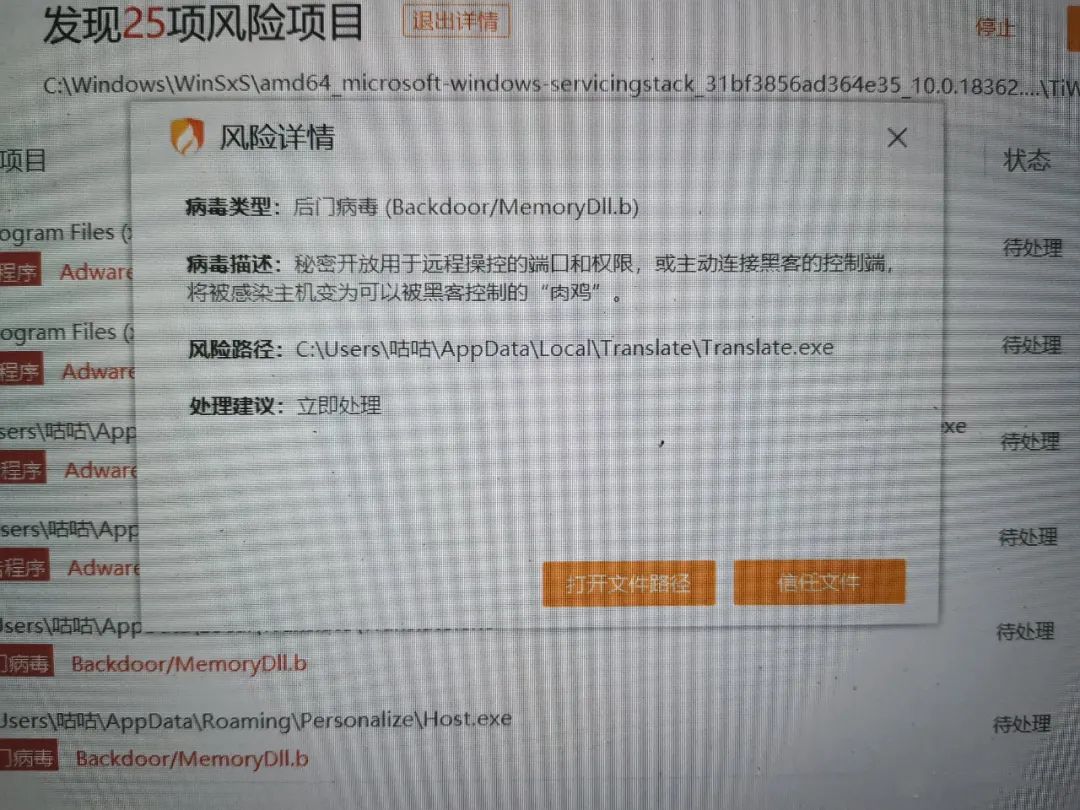 发现25项风险项目 退出详情 停止
C:\Windows\WinSxS\amd64_microsoft-windows-servicingstack_31bf3856ad364e35_10.0.18362....\TiW
风险详情
项目 状态
病毒类型：后门病毒 (Backdoor/MemoryDll.b)
ogram Files ( 待处理
程序 Adware
病毒描述：秘密开放用于远程操控的端口和权限，或主动连接黑客的控制端，
将被感染主机变为可以被黑客控制的“肉鸡”。
ogram Files ( 待处理
风险路径：C:\Users\咕咕\AppData\Local\Translate\Translate.exe
程序 Adware
处理建议：立即处理
sers\咕咕\App xe 待处理
程序 Adware
sers\咕咕\App 待处理
程序 Adware
打开文件路径 信任文件
Users\咕咕\App 待处理
门病毒 Backdoor/MemoryDll.b
Users\咕咕\AppData\Roaming\Personalize\Host.exe 待处理
门病毒 Backdoor/MemoryDll.b